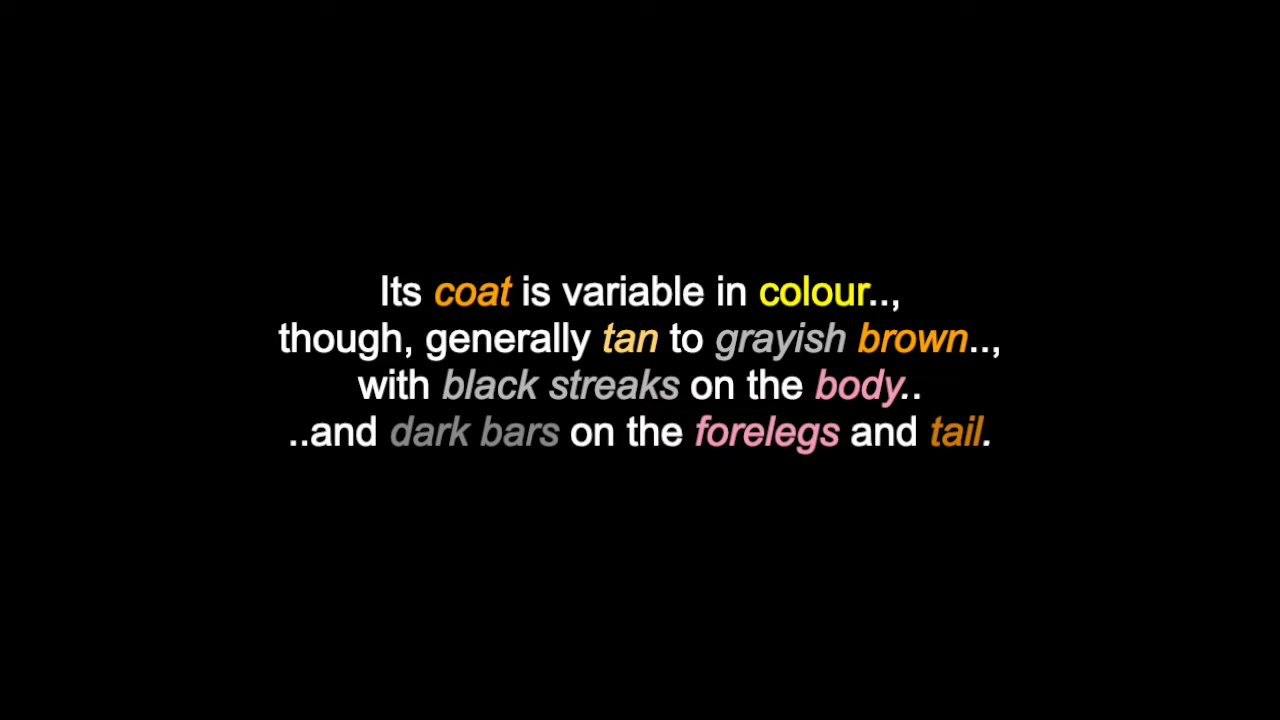 Its coat is variable in colour..,
though, generally tan to grayish brown..,
with black streaks on the body..
..and dark bars on the forelegs and tail.